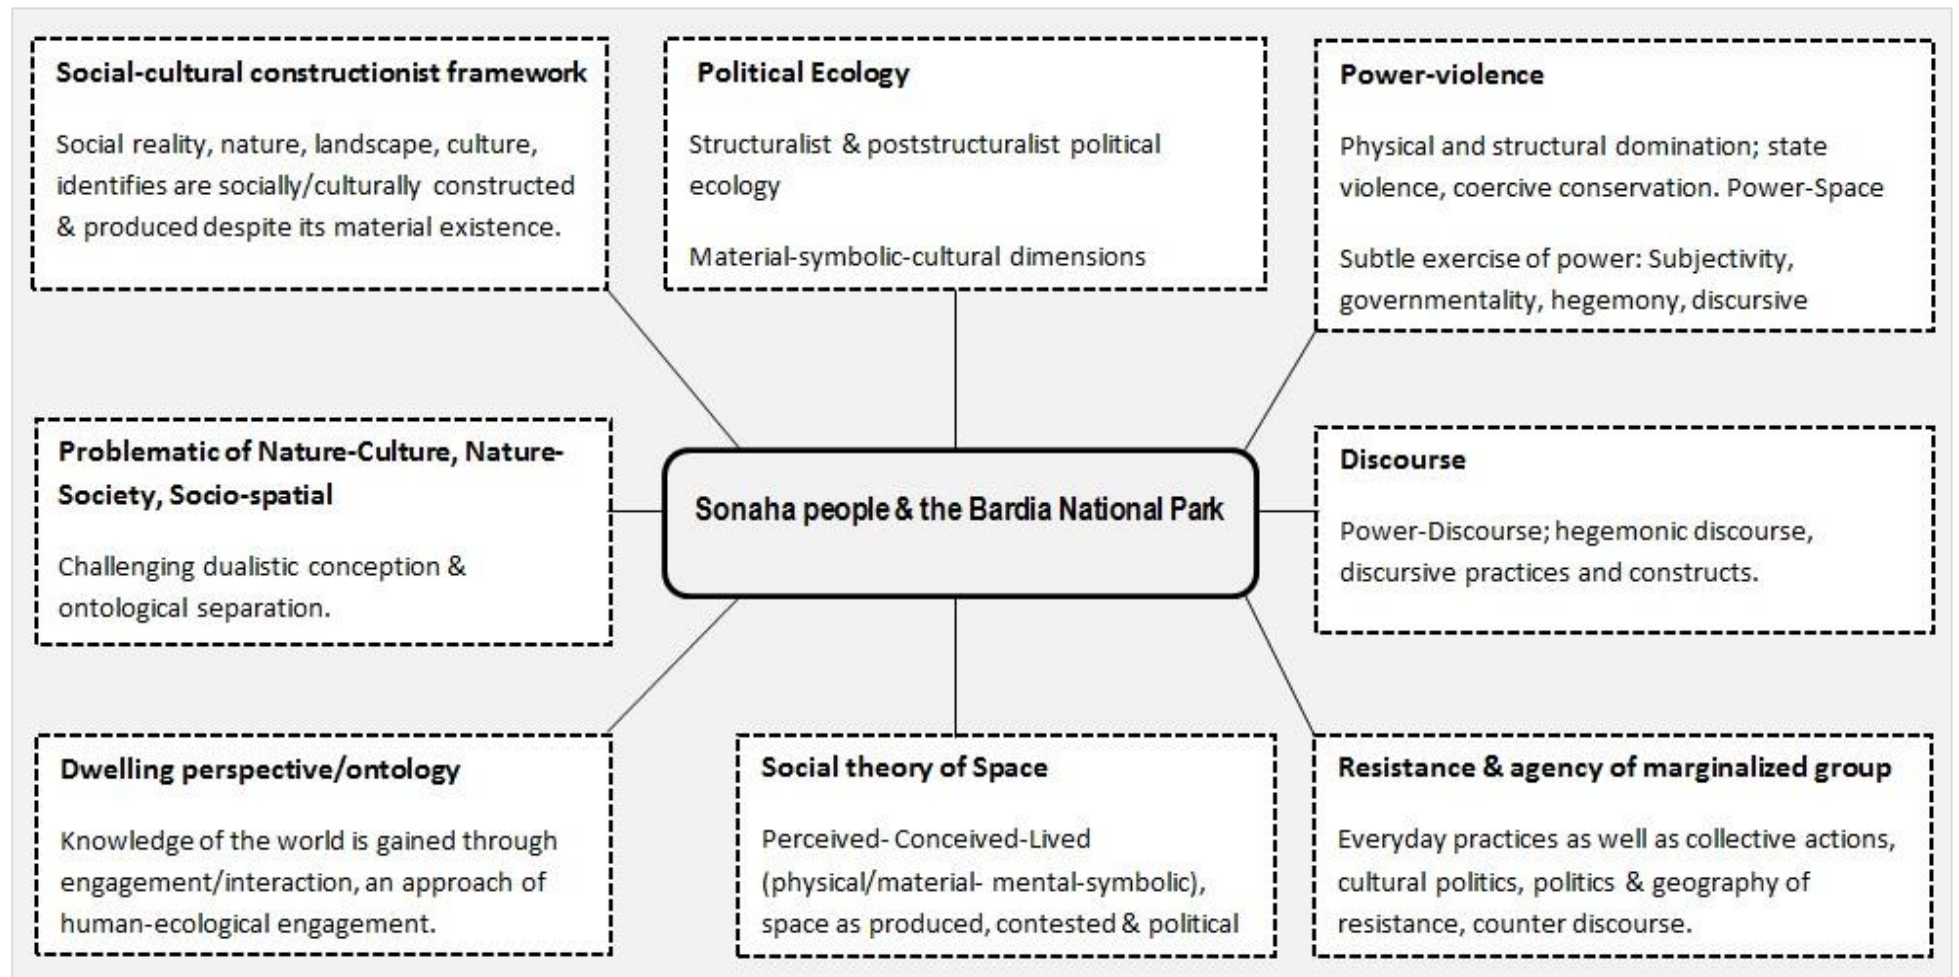 Social-cultural constructionist framework
Social reality, nature, landscape, culture,
identifies are socially/culturally constructed
& produced despite its material existence.
Political Ecology
Structuralist & poststructuralist political
ecology
Material-symbolic-cultural dimensions
Power-violence
Physical and structural domination; state
violence, coercive conservation. Power-Space
Subtle exercise of power: Subjectivity,
governmentality, hegemony, discursive
Problematic of Nature-Culture, Nature-
Society, Socio-spatial
Challenging dualistic conception &
ontological separation.
Sonaha people & the Bardia National Park
Discourse
Power-Discourse; hegemonic discourse,
discursive practices and constructs.
Dwelling perspective/ontology
Knowledge of the world is gained through
engagement/interaction, an approach of
human-ecological engagement.
Social theory of Space
Perceived- Conceived-Lived
(physical/material- mental-symbolic),
space as produced, contested & political
Resistance & agency of marginalized group
Everyday practices as well as collective actions,
cultural politics, politics & geography of
resistance, counter discourse.